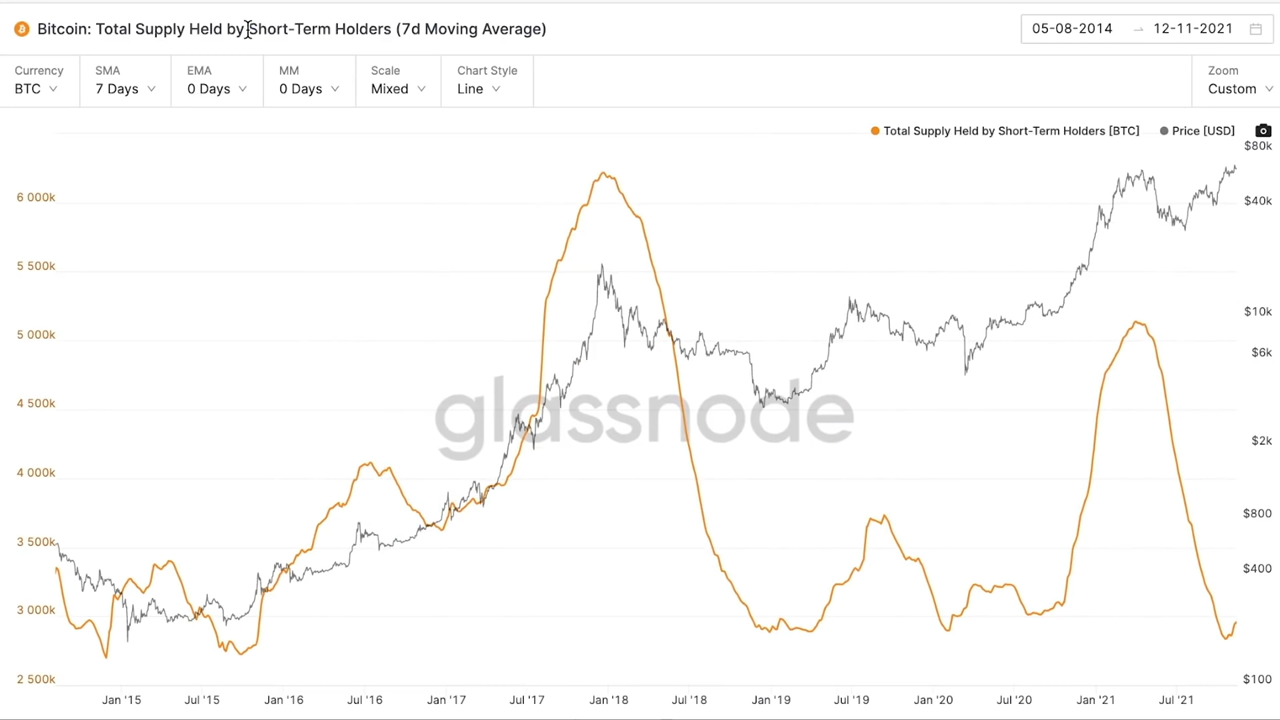 Bitcoin: Total Supply Held by Short-Term Holders (7d Moving Average)
05-08-2014 → 12-11-2021
Currency SMA EMA MM Scale Chart Style Zoom
BTC 7 Days 0 Days 0 Days Mixed Line Custom
Total Supply Held by Short-Term Holders [BTC] Price [USD]
$80k
6 000k
$40k
5 500k
5 000k
$10k
$6k
4 500k
glassnode
$2k
4 000k
$800
3 500k
$400
3 000k
2 500k
$100
Jan '15 Jul '15 Jan '16 Jul '16 Jan '17 Jul '17 Jan '18 Jul '18 Jan '19 Jul '19 Jan '20 Jul '20 Jan '21 Jul '21